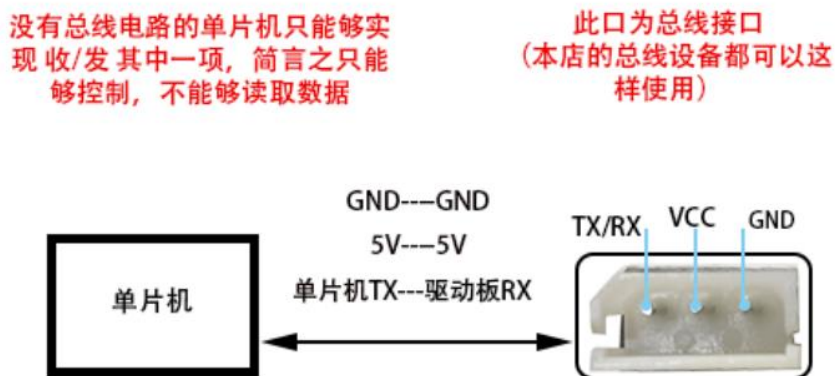 没有总线电路的单片机只能够实
现 收/发 其中一项，简言之只能
够控制，不能够读取数据
此口为总线接口
（本店的总线设备都可以这
样使用）
GND----GND
5V----5V
单片机TX---驱动板RX
单片机
TX/RX
VCC
GND